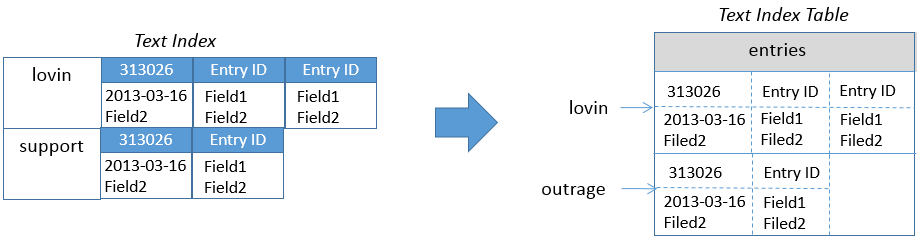 Text Index
lovin
313026 Entry ID Entry ID
2013-03-16 Field1 Field1
Field2 Field2 Field2
support
313026 Entry ID
2013-03-16 Field1
Field2 Field2
Text Index Table
entries
lovin
313026 Entry ID Entry ID
2013-03-16 Field1 Field1
Filed2 Filed2 Filed2
outrage
313026 Entry ID
2013-03-16 Field1
Filed2 Filed2